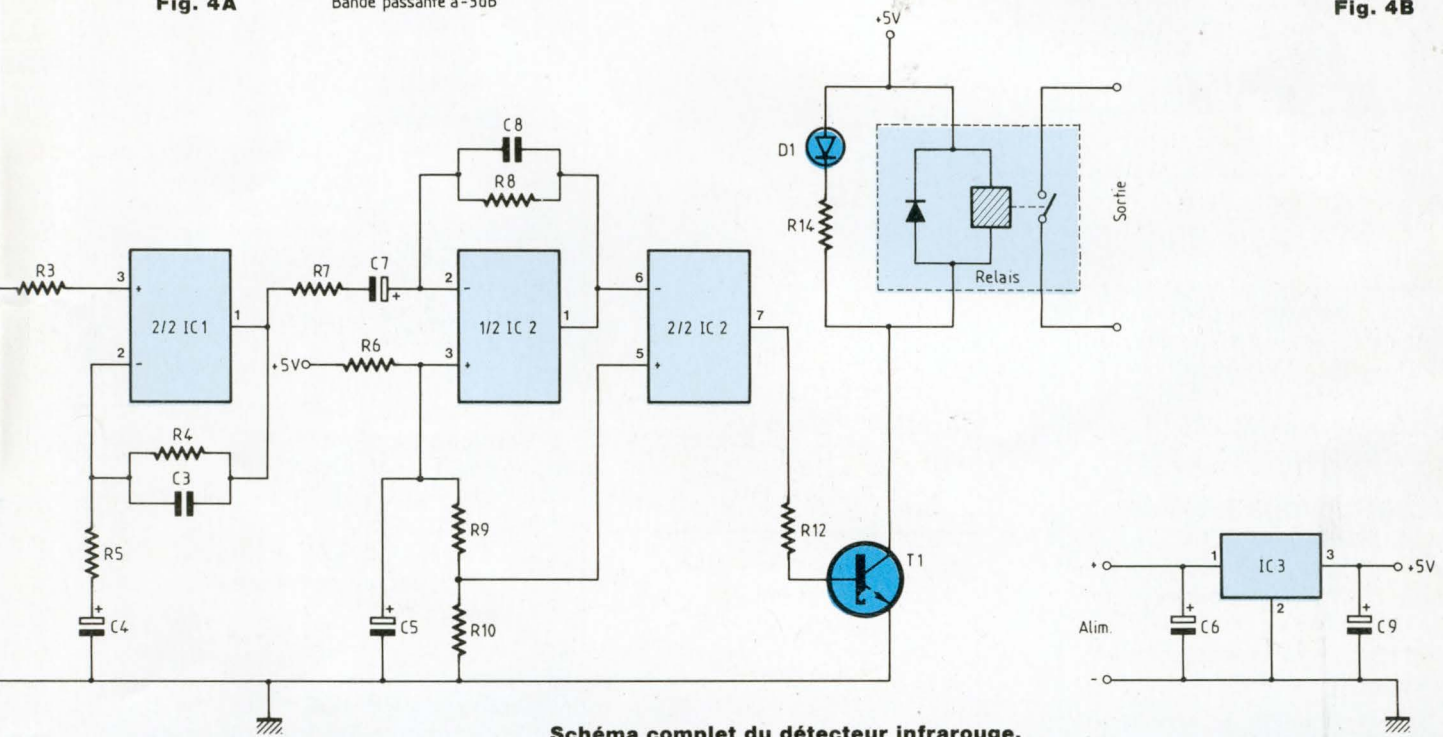 Fig. 4A
Bande passante à -3dB
Fig. 4B
+5V
C8
D1
R8
R14
Sortie
Relais
R3
3
+
2/2 IC1
1
2
-
R7
C7
+
2
-
1/2 IC 2
1
3
+
6
-
2/2 IC 2
7
5
+
+5V
R6
R4
C3
R5
+
C4
+
C5
R9
R10
R12
T1
+
1
IC3
3
+5V
2
Alim.
+
C6
+
C9
-
Schéma complet du détecteur infrarouge.